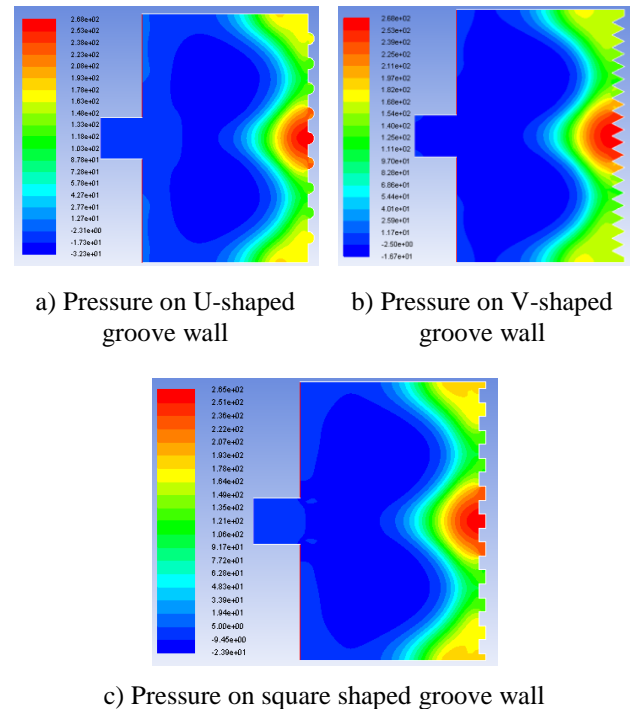 2.68e+02
2.53e+02
2.38e+02
2.23e+02
2.08e+02
1.93e+02
1.78e+02
1.63e+02
1.48e+02
1.33e+02
1.18e+02
1.03e+02
8.78e+01
7.28e+01
5.78e+01
4.27e+01
2.77e+01
1.27e+01
-2.31e+00
-1.73e+01
-3.23e+01
a) Pressure on U-shaped
groove wall
2.68e+02
2.53e+02
2.39e+02
2.25e+02
2.11e+02
1.97e+02
1.82e+02
1.68e+02
1.54e+02
1.40e+02
1.25e+02
1.11e+02
9.70e+01
8.28e+01
6.86e+01
5.44e+01
4.01e+01
2.59e+01
1.17e+01
-2.50e+00
-1.67e+01
b) Pressure on V-shaped
groove wall
2.65e+02
2.51e+02
2.36e+02
2.22e+02
2.07e+02
1.93e+02
1.78e+02
1.64e+02
1.50e+02
1.35e+02
1.21e+02
1.06e+02
9.17e+01
7.72e+01
6.28e+01
4.83e+01
3.39e+01
1.94e+01
5.00e+00
-9.45e+00
-2.39e+01
c) Pressure on square shaped groove wall